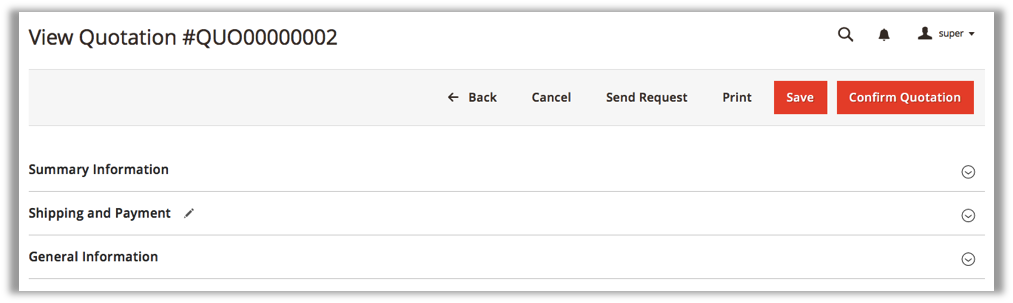 View Quotation #QUO00000002
super
Back Cancel Send Request Print Save Confirm Quotation
Summary Information
Shipping and Payment
General Information